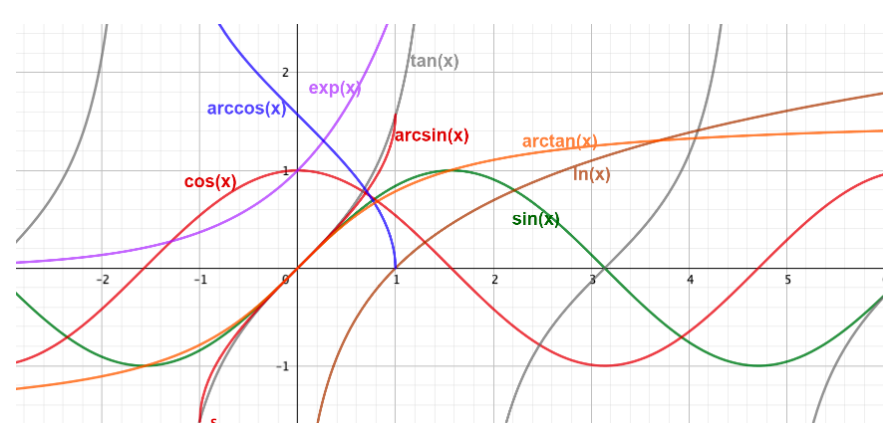 2
tan(x)
exp(x)
arccos(x)
arcsin(x)
arctan(x)
1
ln(x)
cos(x)
sin(x)
−2 −1 0 1 2 3 4 5
−1
s